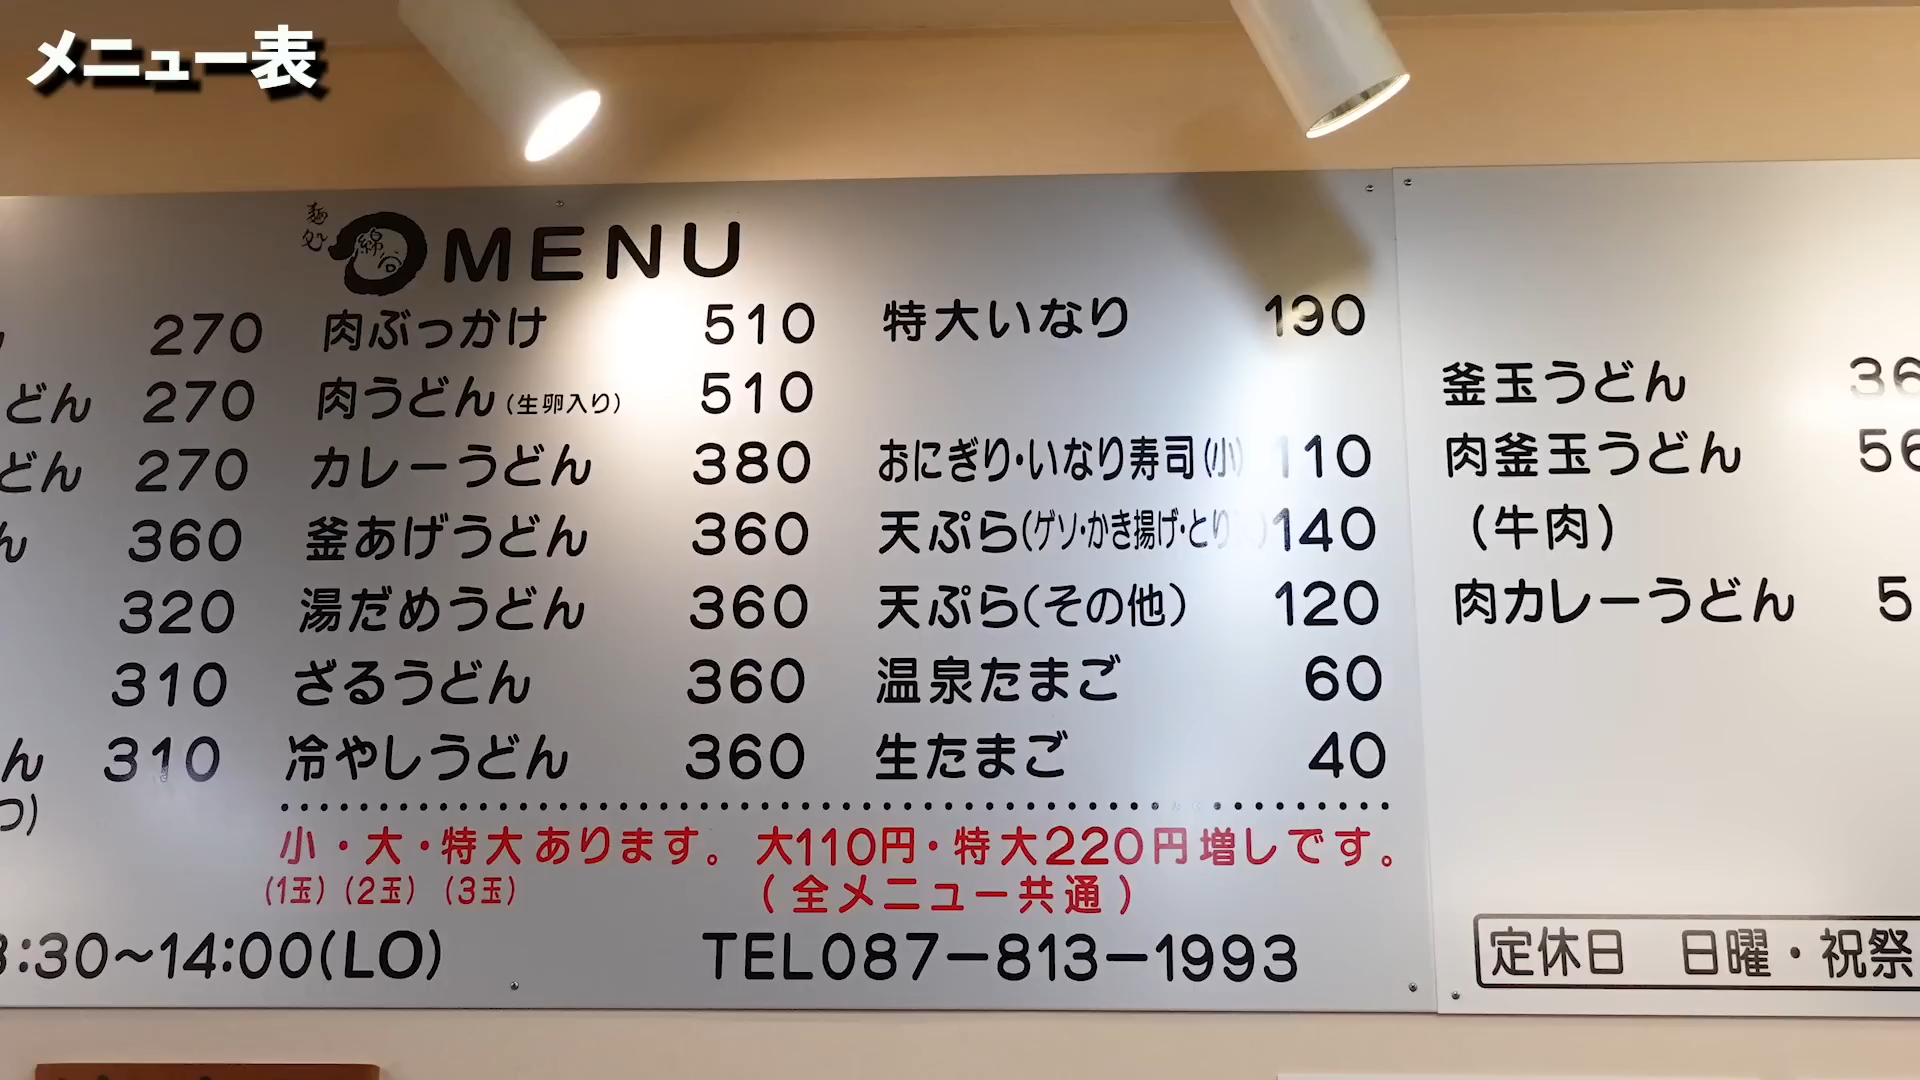 メニュー表
麺処 綿谷 MENU
270 肉ぶっかけ 510 特大いなり 190
どん 270 肉うどん(生卵入り) 510
どん 270 カレーうどん 380 おにぎり・いなり寿司(小) 110
ん 360 釜あげうどん 360 天ぷら(ゲソ・かき揚げ・とり 140
320 湯だめうどん 360 天ぷら(その他) 120
310 ざるうどん 360 温泉たまご 60
ん 310 冷やしうどん 360 生たまご 40
つ)
小・大・特大あります。 大110円・特大220円増しです。
(1玉)(2玉)(3玉) (全メニュー共通)
:30~14:00(LO) TEL087-813-1993
釜玉うどん 36
肉釜玉うどん 56
(牛肉)
肉カレーうどん 5
定休日 日曜・祝祭